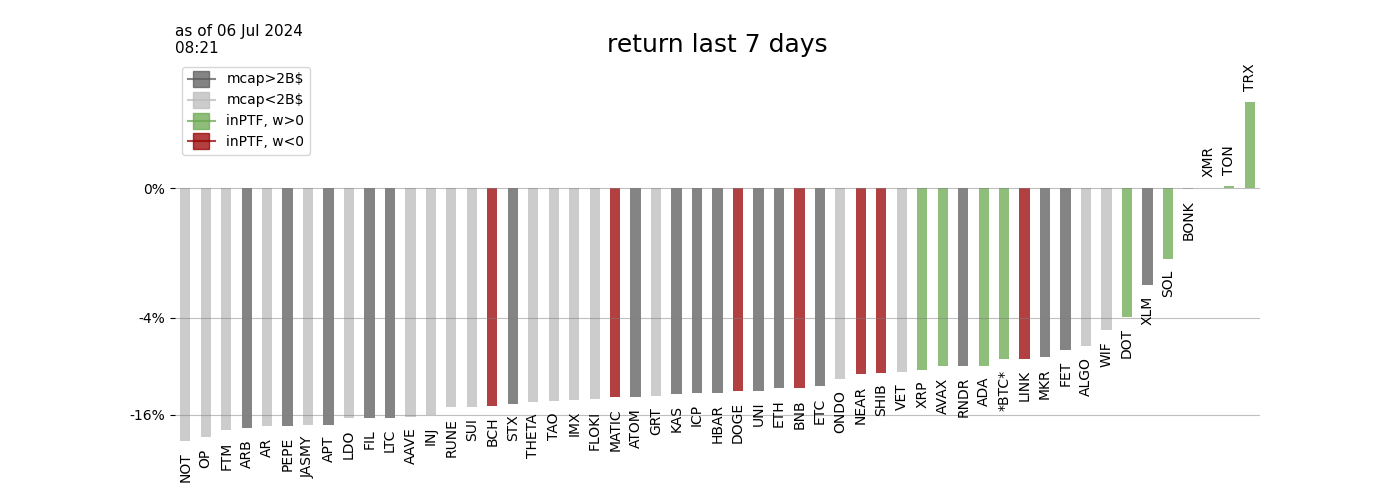 as of 06 Jul 2024
08:21
return last 7 days
mcap>2B$
mcap<2B$
inPTF, w>0
inPTF, w<0
0%
-4%
-16%
NOT
OP
FTM
ARB
AR
PEPE
JASMY
APT
LDO
FIL
LTC
AAVE
INJ
RUNE
SUI
BCH
STX
THETA
TAO
IMX
FLOKI
MATIC
ATOM
GRT
KAS
ICP
HBAR
DOGE
UNI
ETH
BNB
ETC
ONDO
NEAR
SHIB
VET
XRP
AVAX
RNDR
ADA
*BTC*
LINK
MKR
FET
ALGO
WIF
DOT
XLM
SOL
BONK
XMR
TON
TRX